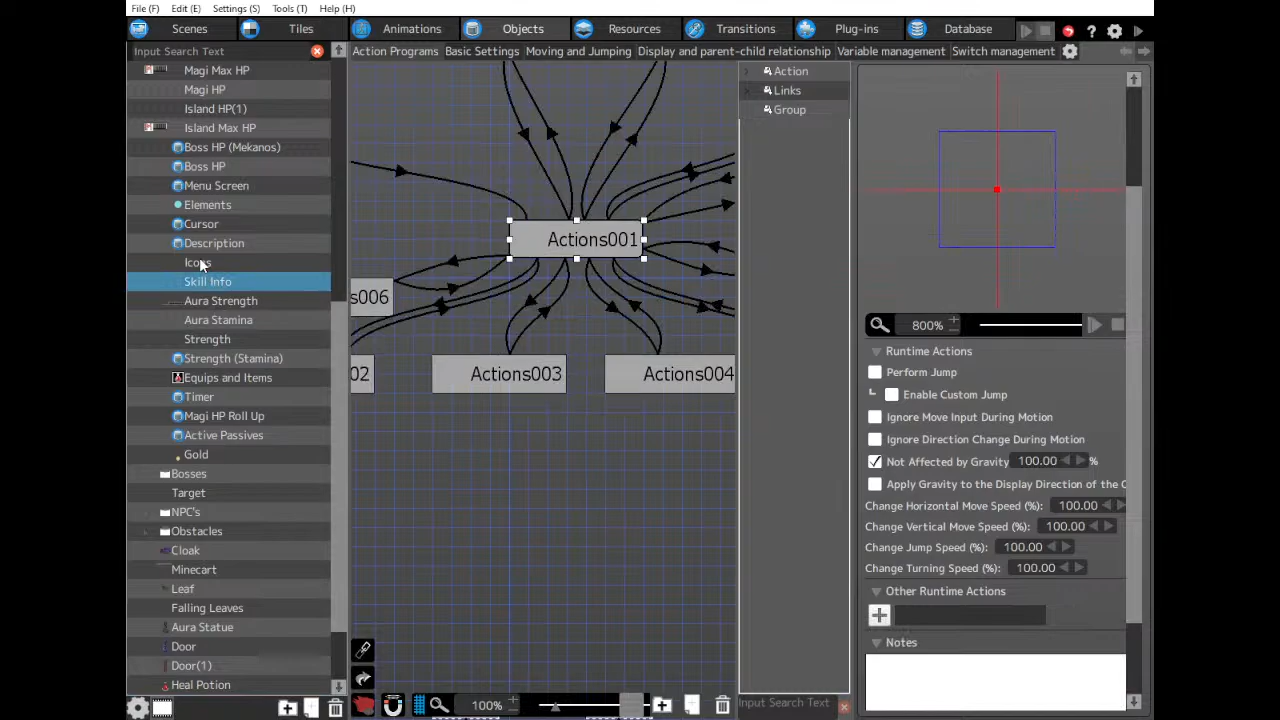 File (F) Edit (E) Settings (S) Tools (T) Help (H)
Scenes Tiles Animations Objects Resources Transitions Plug-ins Database
Input Search Text
Action Programs Basic Settings Moving and Jumping Display and parent-child relationship Variable management Switch management
Magi Max HP
Magi HP
Island HP(1)
Island Max HP
Boss HP (Mekanos)
Boss HP
Menu Screen
Elements
Cursor
Description
Icons
Skill Info
Aura Strength
Aura Stamina
Strength
Strength (Stamina)
Equips and Items
Timer
Magi HP Roll Up
Active Passives
Gold
Bosses
Target
NPC's
Obstacles
Cloak
Minecart
Leaf
Falling Leaves
Aura Statue
Door
Door(1)
Heal Potion
Actions001
s006
02
Actions003
Actions004
100%
Action
Links
Group
Input Search Text
800%
Runtime Actions
Perform Jump
Enable Custom Jump
Ignore Move Input During Motion
Ignore Direction Change During Motion
Not Affected by Gravity 100.00 %
Apply Gravity to the Display Direction of the
Change Horizontal Move Speed (%): 100.00
Change Vertical Move Speed (%): 100.00
Change Jump Speed (%): 100.00
Change Turning Speed (%): 100.00
Other Runtime Actions
Notes